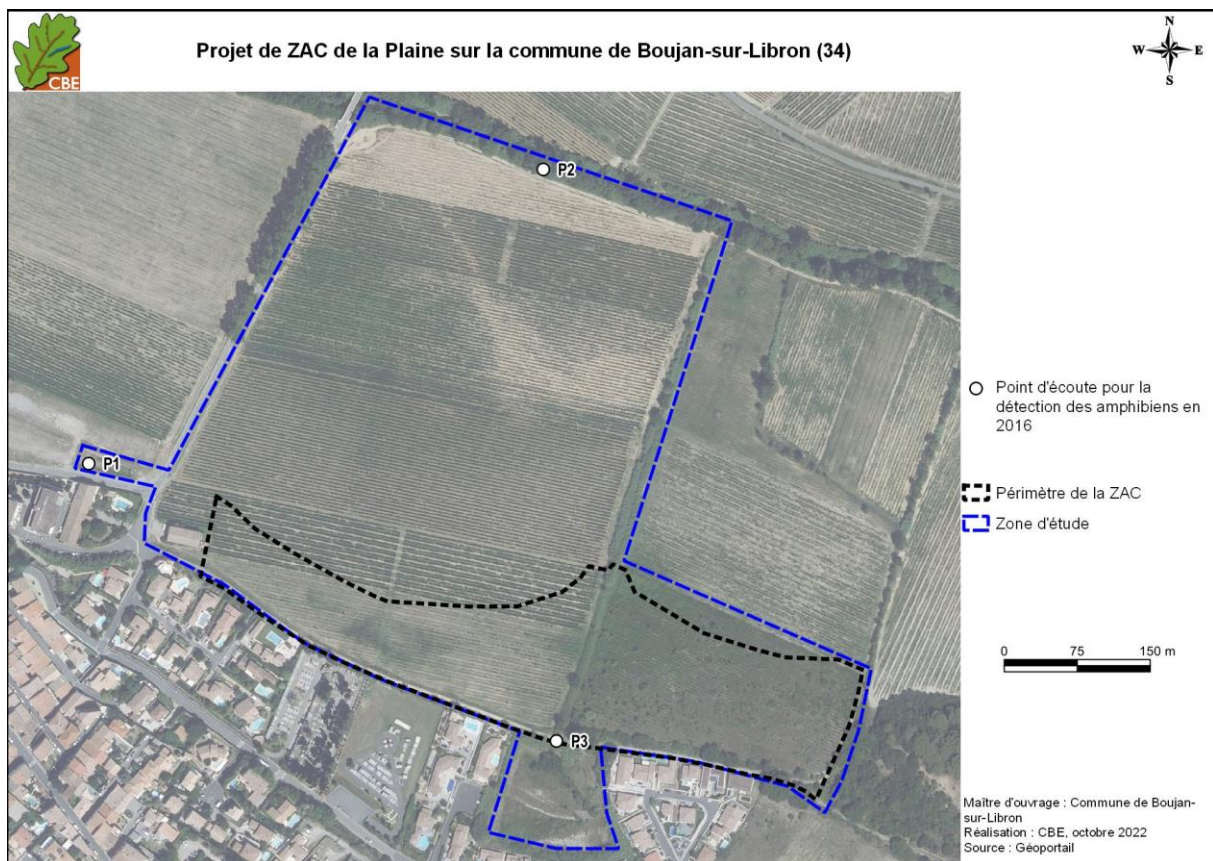 CBE
Projet de ZAC de la Plaine sur la commune de Boujan-sur-Libron (34)
N
W E
S
P2
P1
P3
Point d'écoute pour la
détection des amphibiens en
2016
Périmètre de la ZAC
Zone d'étude
0 75 150 m
Maître d'ouvrage : Commune de Boujan-
sur-Libron
Réalisation : CBE, octobre 2022
Source : Géoportail